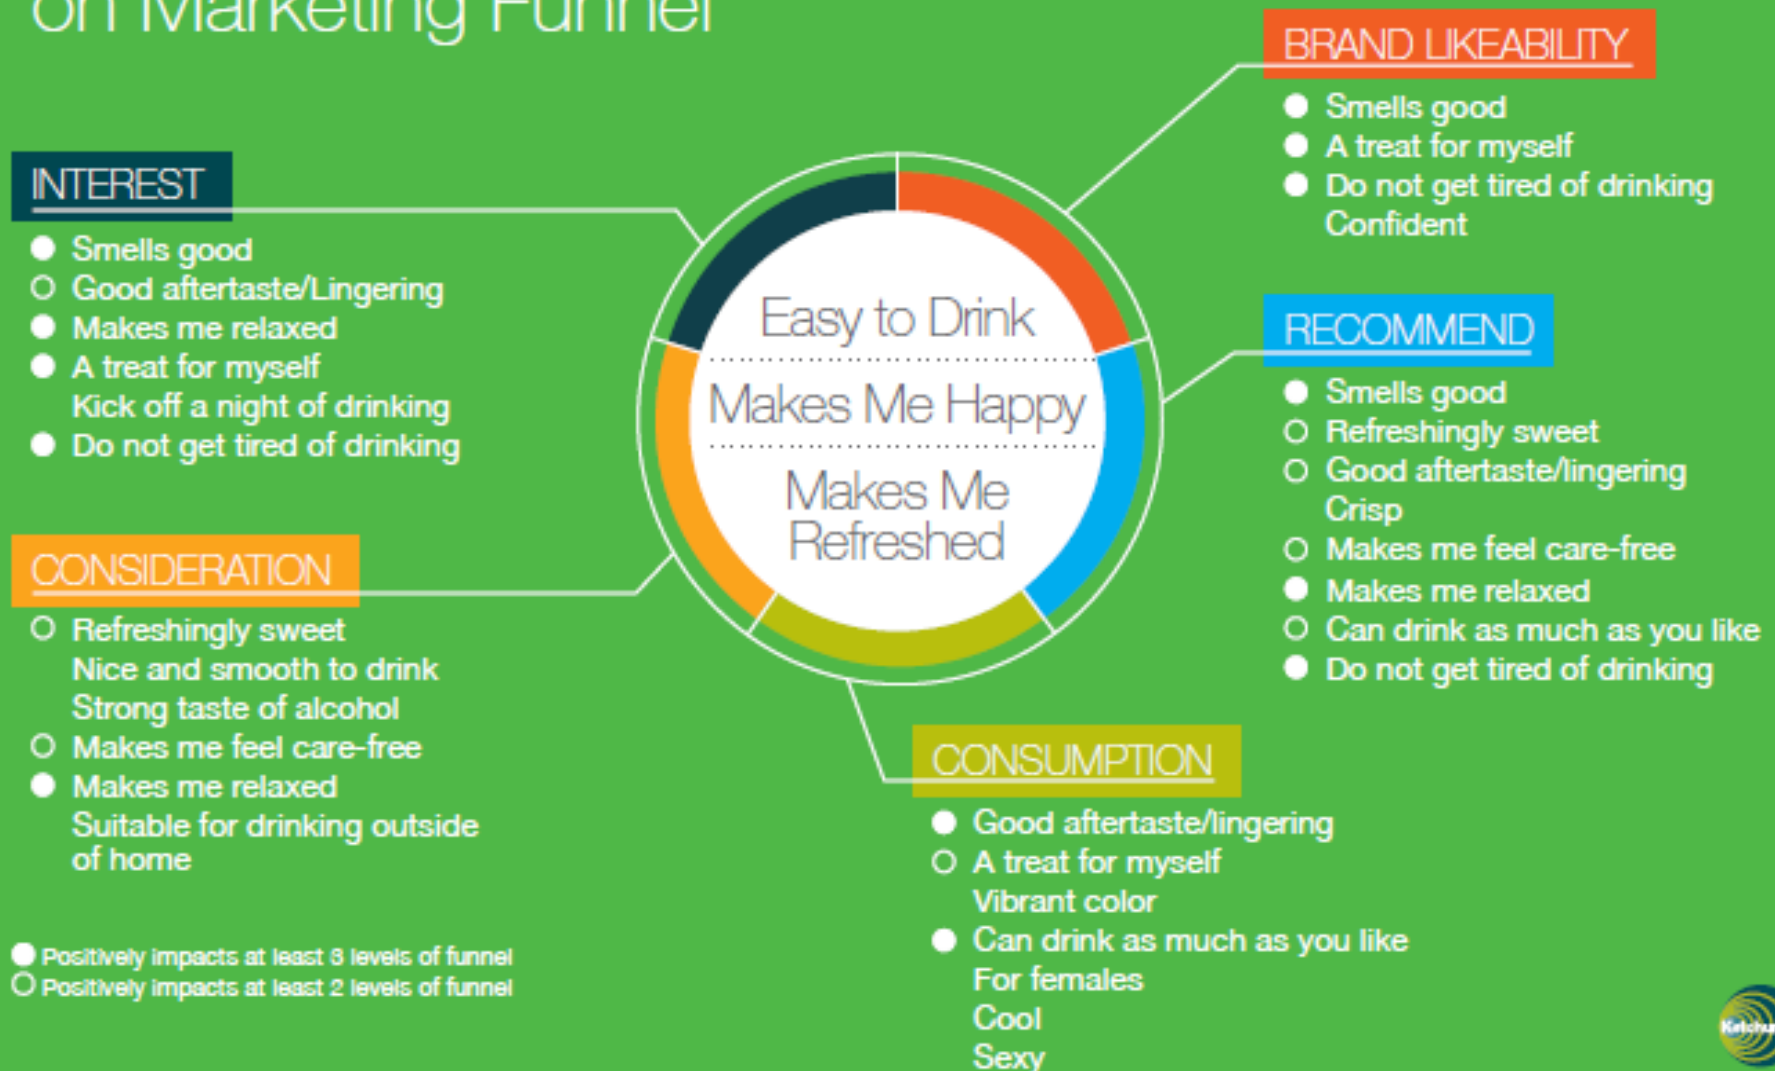 on Marketing Funnel
INTEREST
Smells good
Good aftertaste/Lingering
Makes me relaxed
A treat for myself
Kick off a night of drinking
Do not get tired of drinking
CONSIDERATION
Refreshingly sweet
Nice and smooth to drink
Strong taste of alcohol
Makes me feel care-free
Makes me relaxed
Suitable for drinking outside
of home
Positively impacts at least 3 levels of funnel
Positively impacts at least 2 levels of funnel
Easy to Drink
Makes Me Happy
Makes Me
Refreshed
BRAND LIKEABILITY
Smells good
A treat for myself
Do not get tired of drinking
Confident
RECOMMEND
Smells good
Refreshingly sweet
Good aftertaste/lingering
Crisp
Makes me feel care-free
Makes me relaxed
Can drink as much as you like
Do not get tired of drinking
CONSUMPTION
Good aftertaste/lingering
A treat for myself
Vibrant color
Can drink as much as you like
For females
Cool
Sexy